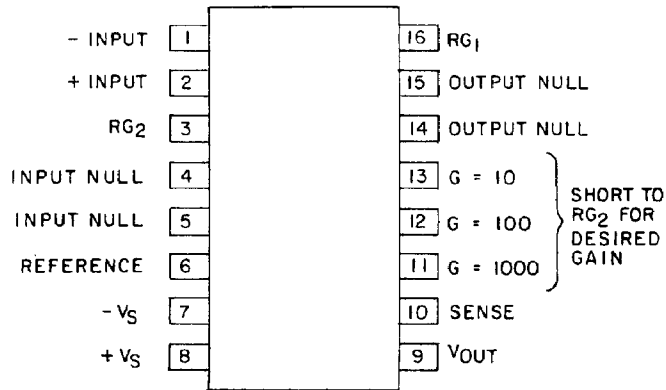 - INPUT 1 16 RG1
+ INPUT 2 15 OUTPUT NULL
RG2 3 14 OUTPUT NULL
INPUT NULL 4 13 G = 10
INPUT NULL 5 12 G = 100
REFERENCE 6 11 G = 1000
SHORT TO
RG2 FOR
DESIRED
GAIN
- VS 7 10 SENSE
+ VS 8 9 VOUT